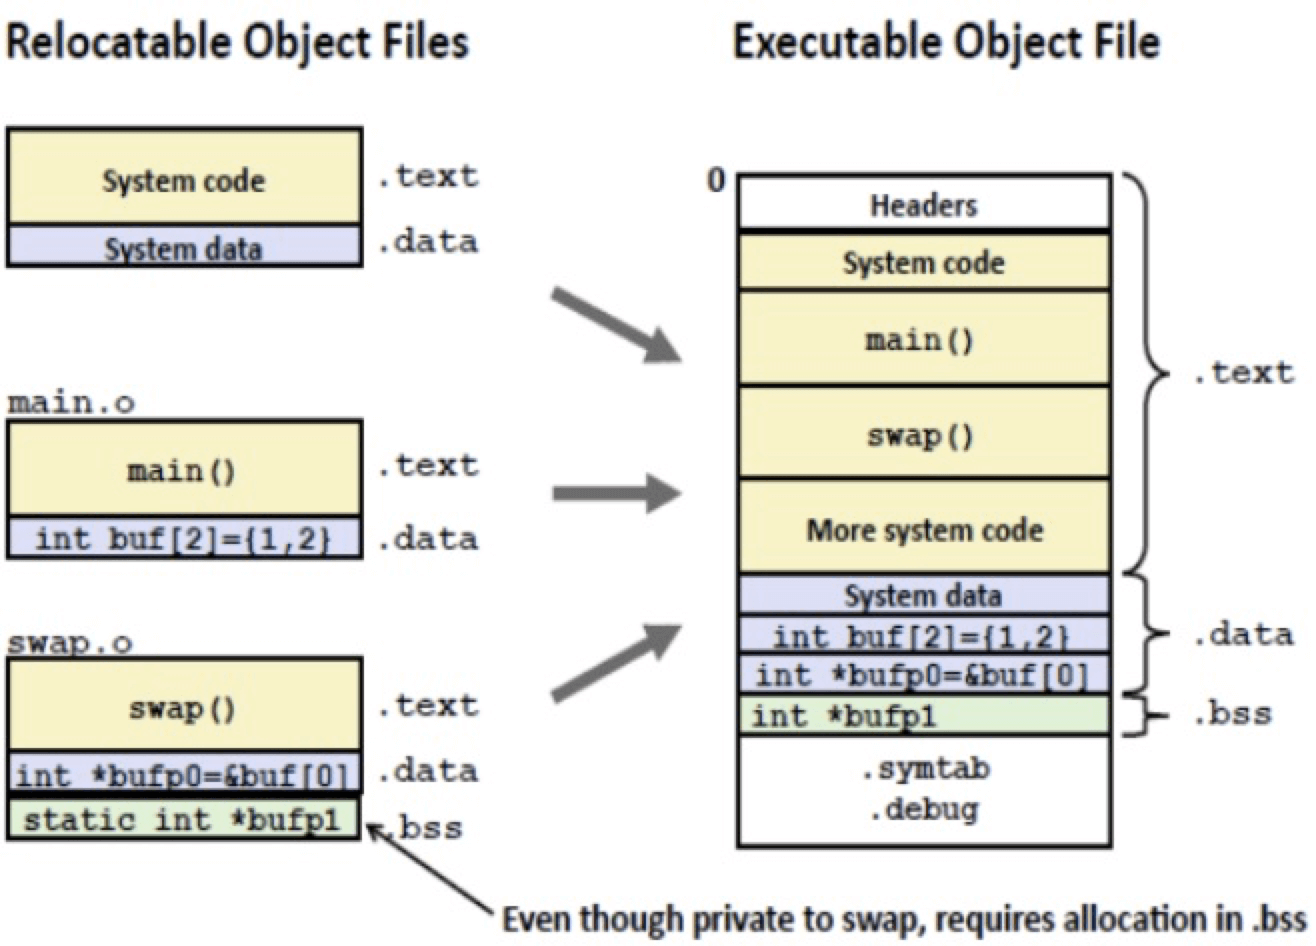 Relocatable Object Files
System code
.text
System data
.data
main.o
main()
.text
int buf[2]={1,2}
.data
swap.o
swap()
.text
int *bufp0=&buf[0]
.data
static int *bufp1
.bss
Executable Object File
0
Headers
System code
main()
swap()
More system code
.text
System data
int buf[2]={1,2}
int *bufp0=&buf[0]
.data
int *bufp1
.bss
.symtab
.debug
Even though private to swap, requires allocation in .bss